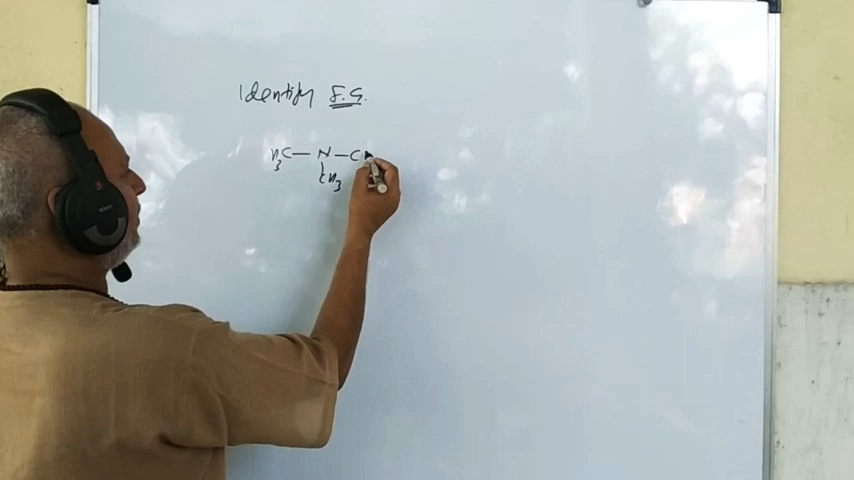 Identify F.G.
H₃C — N — C
CH₃